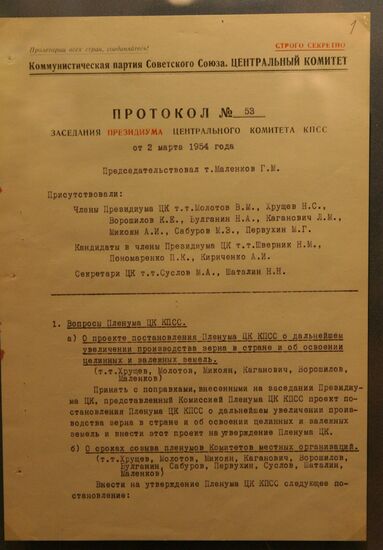 1
Пролетарии всех стран, соединяйтесь!
СТРОГО СЕКРЕТНО
Коммунистическая партия Советского Союза. ЦЕНТРАЛЬНЫЙ КОМИТЕТ
ПРОТОКОЛ № 53
ЗАСЕДАНИЯ ПРЕЗИДИУМА ЦЕНТРАЛЬНОГО КОМИТЕТА КПСС
от 2 марта 1954 года
Председательствовал т.Маленков Г.М.
Присутствовали:
Члены Президиума ЦК т.т.Молотов В.М., Хрущев Н.С.,
Ворошилов К.Е., Булганин Н.А., Каганович Л.М.,
Микоян А.И., Сабуров М.З., Первухин М.Г.
Кандидаты в члены Президиума ЦК т.т.Шверник Н.М.,
Пономаренко П.К., Кириченко А.И.
Секретари ЦК т.т.Суслов М.А., Шаталин Н.Н.
1. Вопросы Пленума ЦК КПСС.
а) О проекте постановления Пленума ЦК КПСС о дальнейшем
увеличении производства зерна в стране и об освоении
целинных и залежных земель.
(т.т.Хрущев, Молотов, Микоян, Каганович, Ворошилов,
Маленков)
Принять с поправками, внесенными на заседании Президиу-
ма ЦК, представленный Комиссией Пленума ЦК КПСС проект по-
становления Пленума ЦК КПСС о дальнейшем увеличении произ-
водства зерна в стране и об освоении целинных и залежных
земель и внести этот проект на утверждение Пленума ЦК.
б) О сроках созыва пленумов Комитетов местных организаций.
(т.т.Хрущев, Молотов, Микоян, Каганович, Ворошилов,
Булганин, Сабуров, Первухин, Суслов, Шаталин,
Маленков)
Внести на утверждение Пленума ЦК КПСС следующее по-
становление: